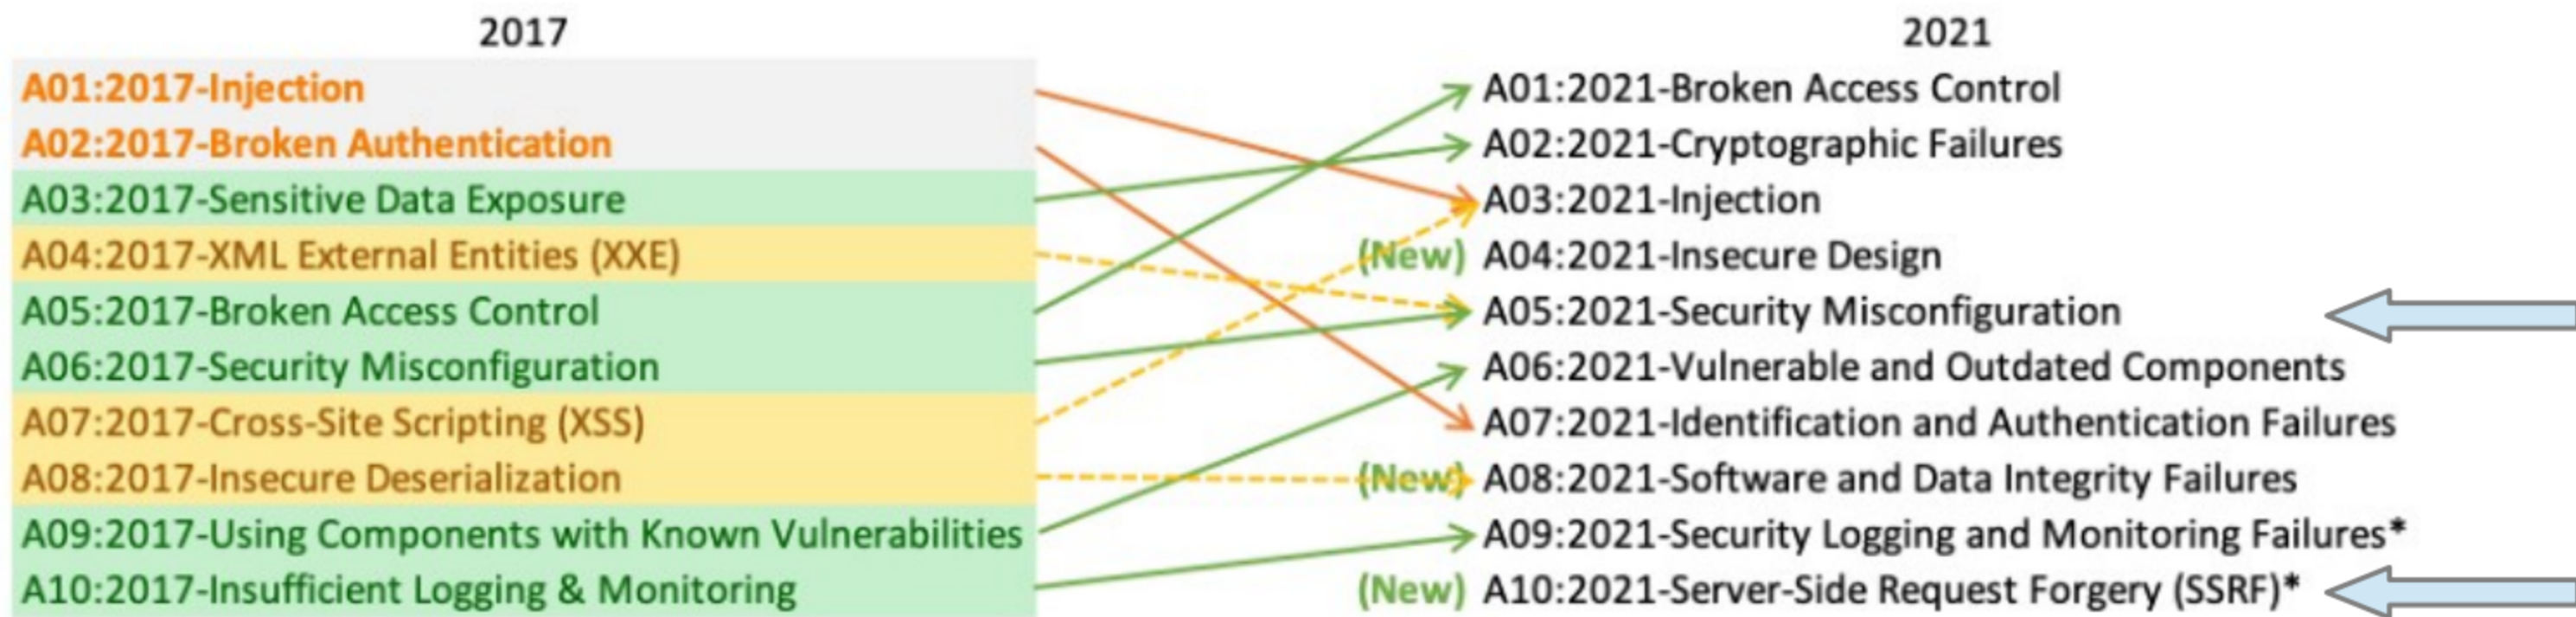 2017
A01:2017-Injection
A02:2017-Broken Authentication
A03:2017-Sensitive Data Exposure
A04:2017-XML External Entities (XXE)
A05:2017-Broken Access Control
A06:2017-Security Misconfiguration
A07:2017-Cross-Site Scripting (XSS)
A08:2017-Insecure Deserialization
A09:2017-Using Components with Known Vulnerabilities
A10:2017-Insufficient Logging & Monitoring
2021
A01:2021-Broken Access Control
A02:2021-Cryptographic Failures
A03:2021-Injection
(New) A04:2021-Insecure Design
A05:2021-Security Misconfiguration
A06:2021-Vulnerable and Outdated Components
A07:2021-Identification and Authentication Failures
(New) A08:2021-Software and Data Integrity Failures
A09:2021-Security Logging and Monitoring Failures*
(New) A10:2021-Server-Side Request Forgery (SSRF)*